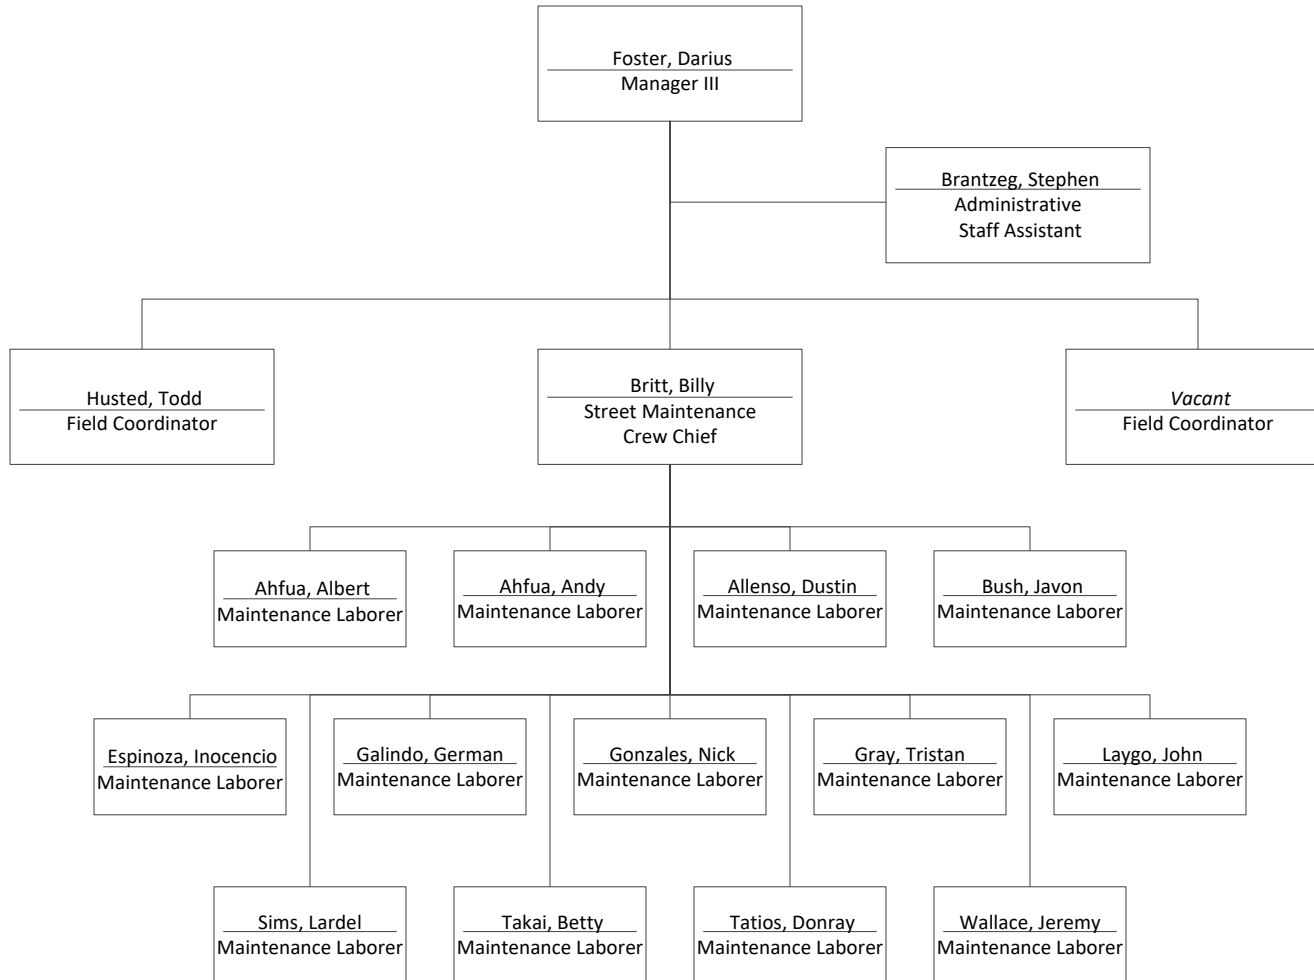 Foster, Darius
Manager III
Brantzeg, Stephen
Administrative
Staff Assistant
Husted, Todd
Field Coordinator
Britt, Billy
Street Maintenance
Crew Chief
Vacant
Field Coordinator
Ahfua, Albert
Maintenance Laborer
Ahfua, Andy
Maintenance Laborer
Allenso, Dustin
Maintenance Laborer
Bush, Javon
Maintenance Laborer
Espinoza, Inocencio
Maintenance Laborer
Galindo, German
Maintenance Laborer
Gonzales, Nick
Maintenance Laborer
Gray, Tristan
Maintenance Laborer
Laygo, John
Maintenance Laborer
Sims, Lardel
Maintenance Laborer
Takai, Betty
Maintenance Laborer
Tatios, Donray
Maintenance Laborer
Wallace, Jeremy
Maintenance Laborer